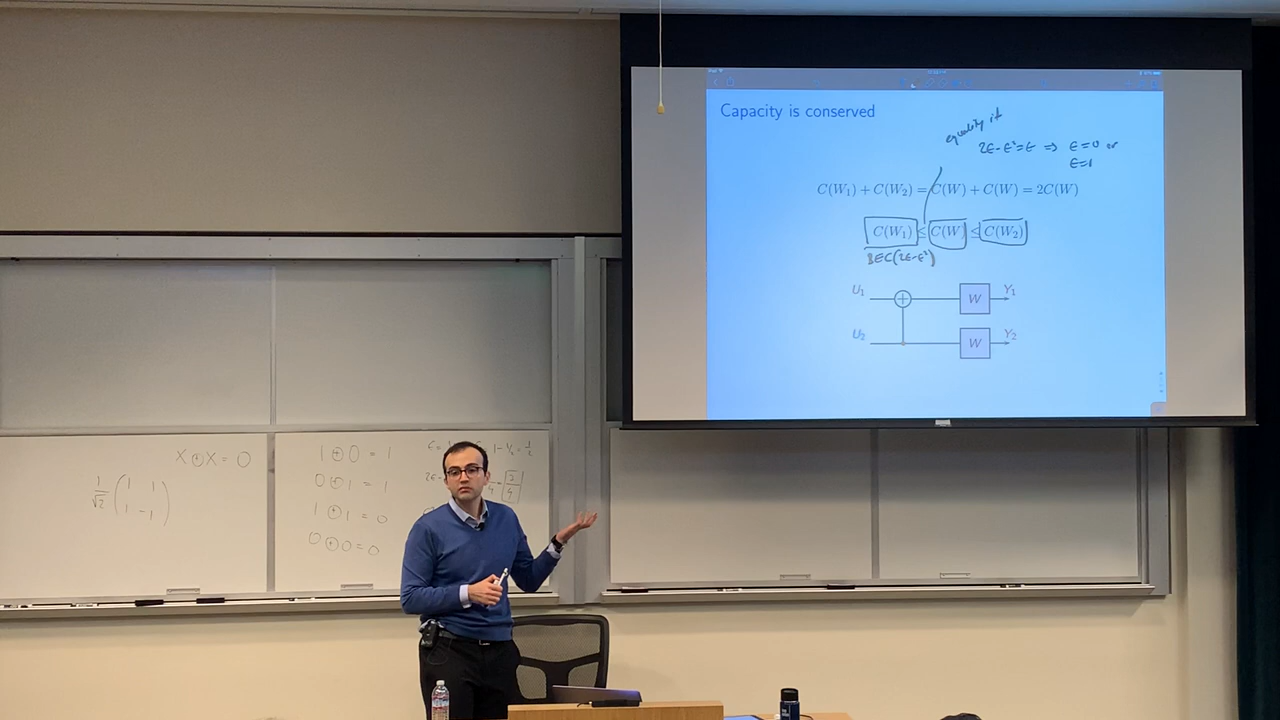 Capacity is conserved
equality if
2ϵ-ϵ²=ϵ ⇒ ϵ=0 or
ϵ=1
C(W₁) + C(W₂) = C(W) + C(W) = 2C(W)
C(W₁) ≤ C(W) ≤ C(W₂)
BEC(2ϵ-ϵ²)
U₁ + W Y₁
U₂ W Y₂
X ⊕ X = 0
1/√2 (1 1
1 -1)
1 ⊕ 0 = 1
0 ⊕ 1 = 1
1 ⊕ 1 = 0
0 ⊕ 0 = 0